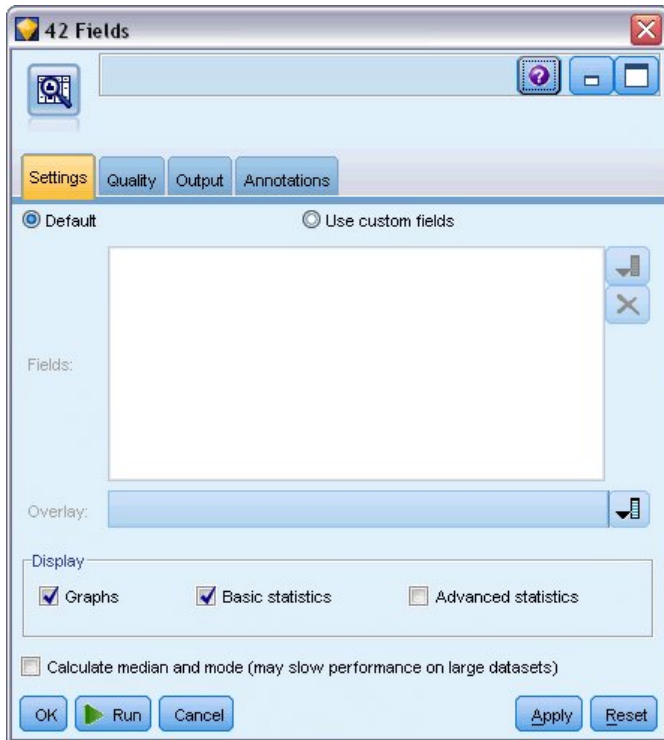 42 Fields
Settings Quality Output Annotations
Default Use custom fields
Fields:
Overlay:
Display
Graphs Basic statistics Advanced statistics
Calculate median and mode (may slow performance on large datasets)
OK Run Cancel Apply Reset